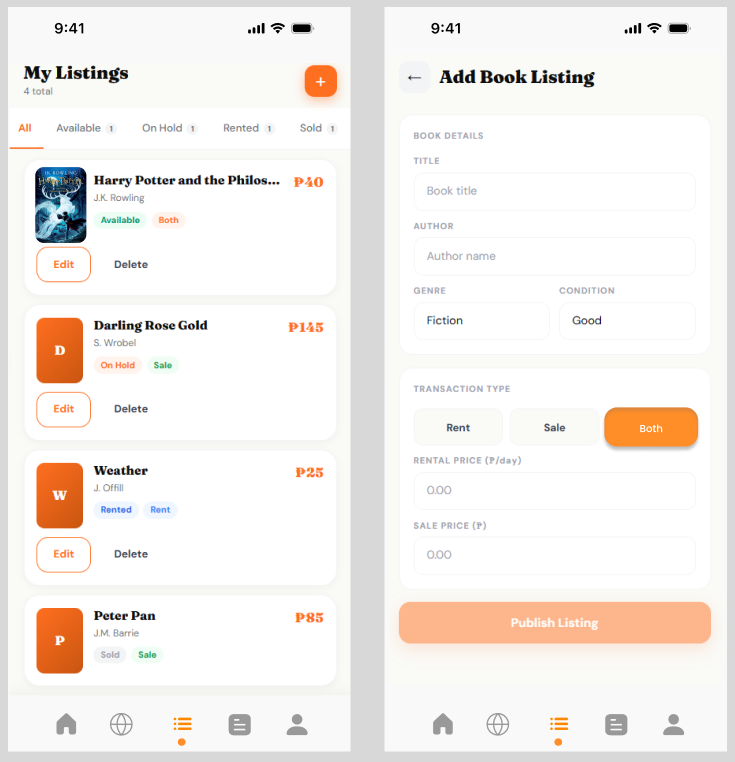 9:41
My Listings
4 total
+
All
Available 1
On Hold 1
Rented 1
Sold 1
Harry Potter and the Philos...
₱40
J.K. Rowling
Available
Both
Edit
Delete
D
Darling Rose Gold
₱145
S. Wrobel
On Hold
Sale
Edit
Delete
W
Weather
₱25
J. Offill
Rented
Rent
Edit
Delete
P
Peter Pan
₱85
J.M. Barrie
Sold
Sale
9:41
← Add Book Listing
BOOK DETAILS
TITLE
Book title
AUTHOR
Author name
GENRE
CONDITION
Fiction
Good
TRANSACTION TYPE
Rent
Sale
Both
RENTAL PRICE (₱/day)
0.00
SALE PRICE (₱)
0.00
Publish Listing